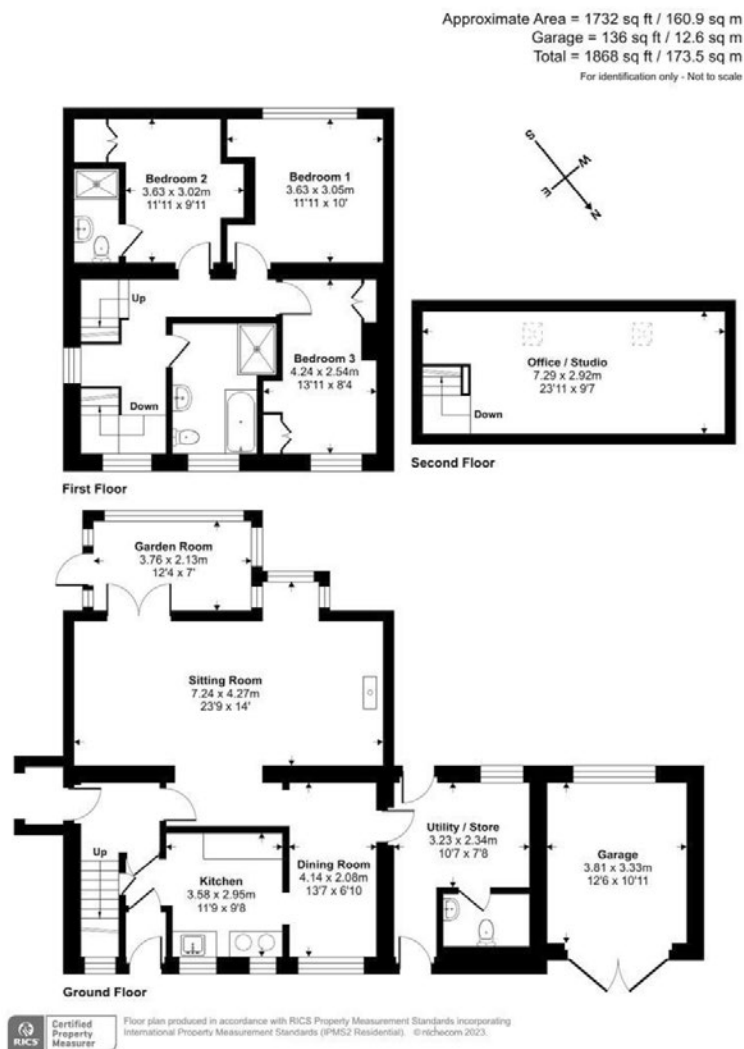 Approximate Area = 1732 sq ft / 160.9 sq m
Garage = 136 sq ft / 12.6 sq m
Total = 1868 sq ft / 173.5 sq m
For identification only - Not to scale
S
W
E
N
Bedroom 2
3.63 x 3.02m
11'11 x 9'11
Bedroom 1
3.63 x 3.05m
11'11 x 10'
Up
Down
Bedroom 3
4.24 x 2.54m
13'11 x 8'4
First Floor
Office / Studio
7.29 x 2.92m
23'11 x 9'7
Down
Second Floor
Garden Room
3.76 x 2.13m
12'4 x 7'
Sitting Room
7.24 x 4.27m
23'9 x 14'
Up
Kitchen
3.58 x 2.95m
11'9 x 9'8
Dining Room
4.14 x 2.08m
13'7 x 6'10
Utility / Store
3.23 x 2.34m
10'7 x 7'8
Garage
3.81 x 3.33m
12'6 x 10'11
Ground Floor
RICS
Certified
Property
Measurer
Floor plan produced in accordance with RICS Property Measurement Standards incorporating
International Property Measurement Standards (IPMS2 Residential). © nichecom 2023.